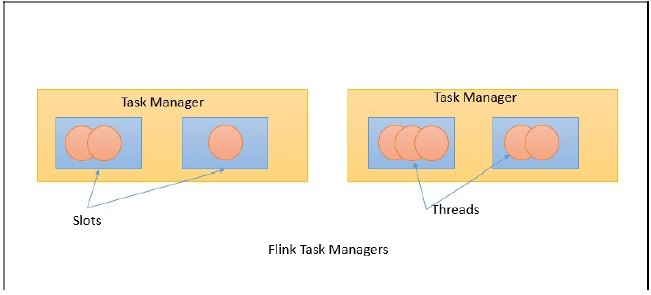 Task Manager
Task Manager
Slots
Threads
Flink Task Managers